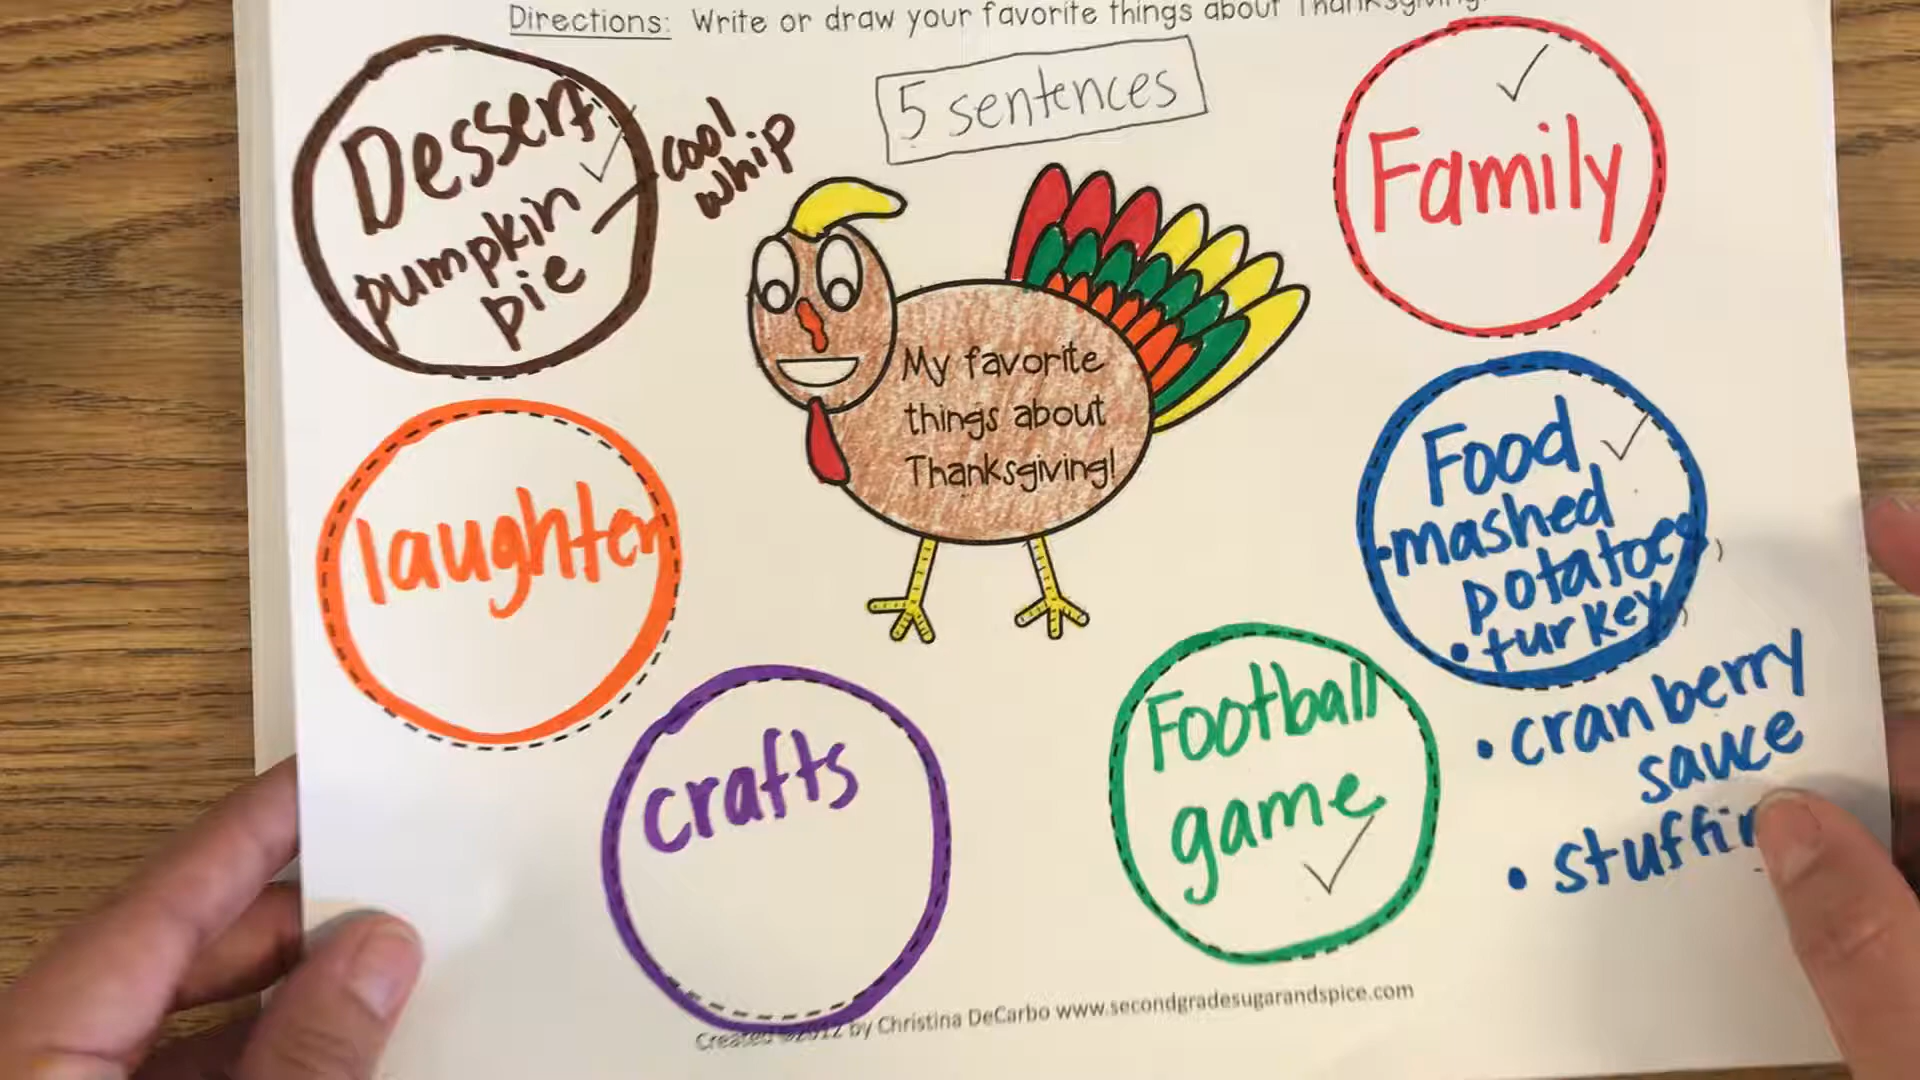 Directions: Write or draw your favorite things about Thanksgiving.
5 sentences
Dessert
pumpkin
pie
cool
whip
Family
My favorite
things about
Thanksgiving!
laughter
Food
• mashed
potatoes,
• turkey,
• cranberry
sauce
• stuffin
crafts
Football
game
Created ©2012 by Christina DeCarbo www.secondgradesugarandspice.com